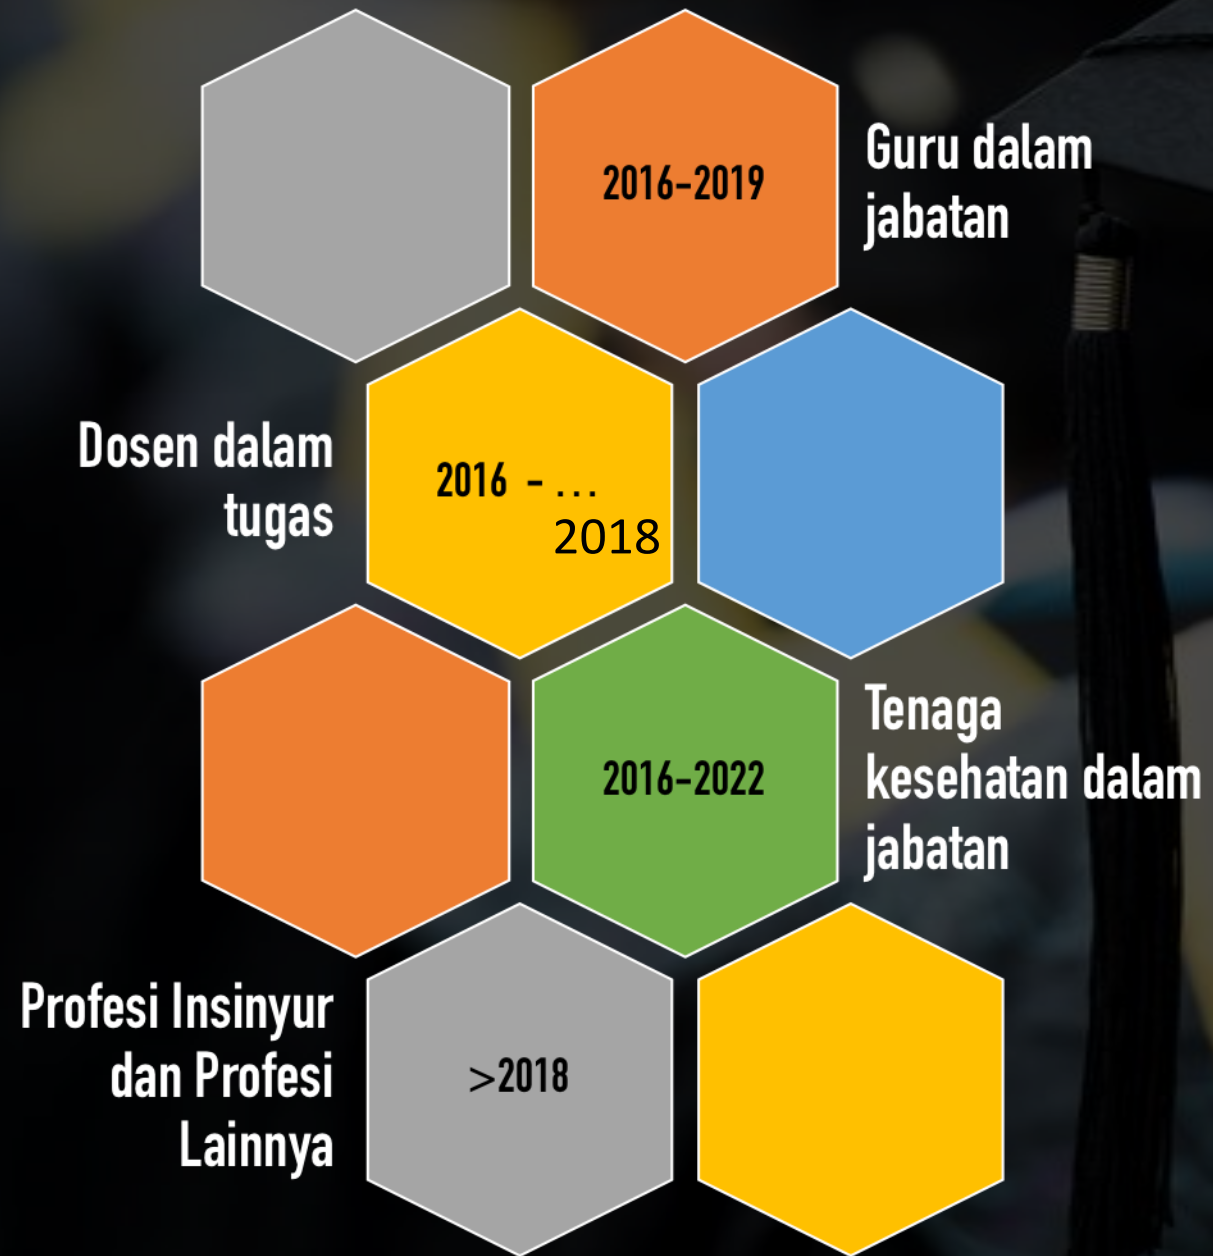 2016-2019
Guru dalam
jabatan
Dosen dalam
tugas
2016 - ...
2018
2016-2022
Tenaga
kesehatan dalam
jabatan
Profesi Insinyur
dan Profesi
Lainnya
>2018